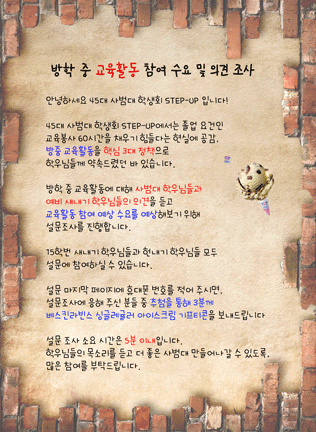 방학 중 교육활동 참여 수요 및 의견 조사
안녕하세요 45대 사범대 학생회 STEP-UP 입니다!
45대 사범대 학생회 STEP-UP에서는 졸업 요건인
교육봉사 60시간을 채우기 힘들다는 현실에 공감,
방중 교육활동을 핵심 3대 정책으로
학우님들께 약속드렸던 바 있습니다.
방학 중 교육활동에 대해 사범대 학우님들과
예비 새내기 학우님들의 의견을 듣고
교육활동 참여 예상 수요를 예상해보기 위해
설문조사를 진행합니다.
15학번 새내기 학우님들과 헌내기 학우님들 모두
설문에 참여하실 수 있습니다.
설문 마지막 페이지에 휴대폰 번호를 적어 주시면,
설문조사에 응해 주신 분들 중 추첨을 통해 3분께
베스킨라빈스 싱글레귤러 아이스크림 기프티콘을 보내드립니다
설문 조사 소요 시간은 5분 이내입니다.
학우님들의 목소리를 듣고 더 좋은 사범대 만들어나갈 수 있도록,
많은 참여를 부탁드립니다.